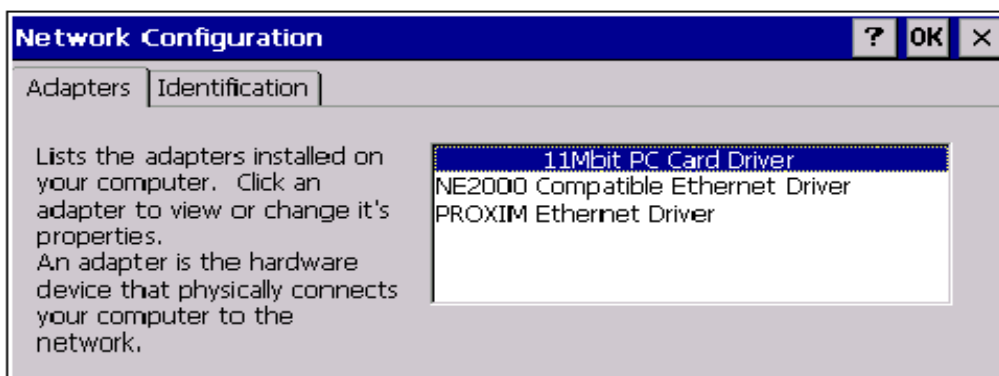 Network Configuration ? OK ×
Adapters Identification
Lists the adapters installed on
your computer. Click an
adapter to view or change it's
properties.
An adapter is the hardware
device that physically connects
your computer to the
network.
11Mbit PC Card Driver
NE2000 Compatible Ethernet Driver
PROXIM Ethernet Driver